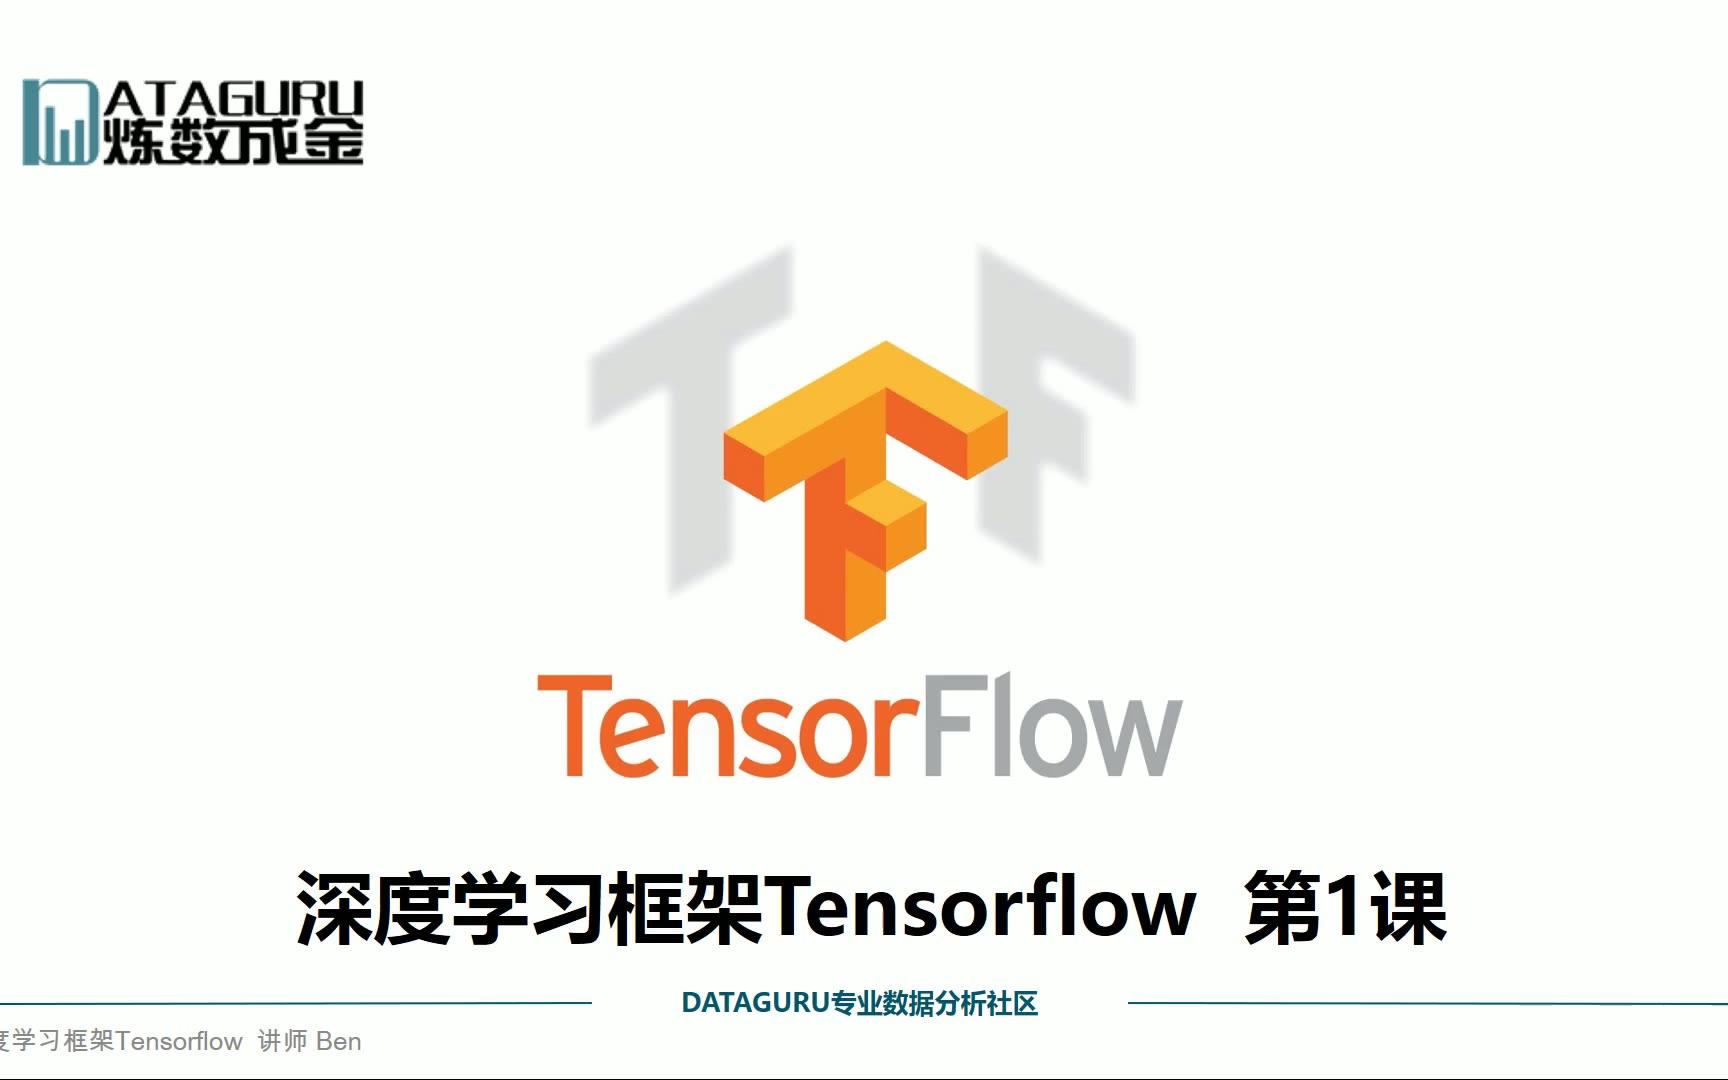 DATAGURU
炼数成金
TensorFlow
深度学习框架Tensorflow 第1课
DATAGURU专业数据分析社区
度学习框架Tensorflow 讲师 Ben